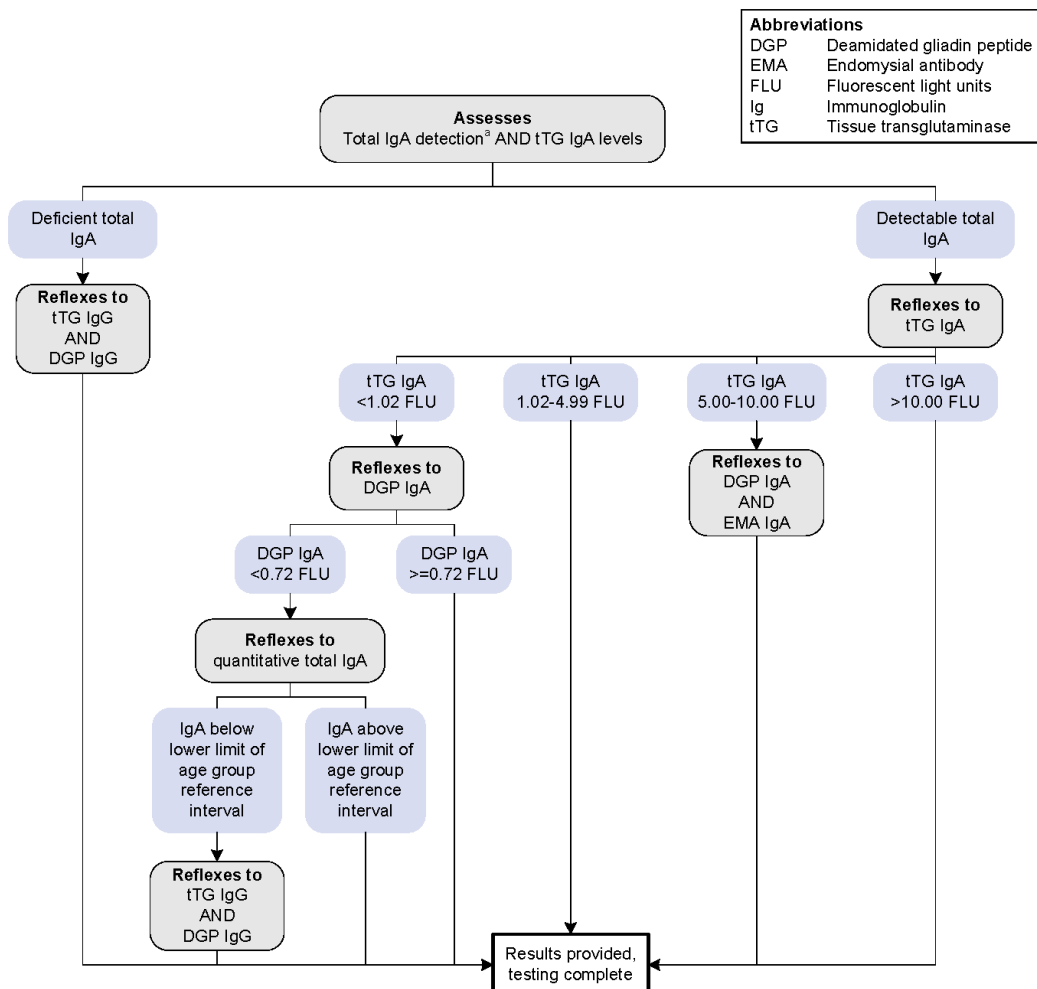 Abbreviations
DGP Deamidated gliadin peptide
EMA Endomysial antibody
FLU Fluorescent light units
Ig Immunoglobulin
tTG Tissue transglutaminase
Assesses
Total IgA detectionᵃ AND tTG IgA levels
Deficient total
IgA
Detectable total
IgA
Reflexes to
tTG IgG
AND
DGP IgG
Reflexes to
tTG IgA
tTG IgA
<1.02 FLU
tTG IgA
1.02-4.99 FLU
tTG IgA
5.00-10.00 FLU
tTG IgA
>10.00 FLU
Reflexes to
DGP IgA
Reflexes to
DGP IgA
AND
EMA IgA
DGP IgA
<0.72 FLU
DGP IgA
>=0.72 FLU
Reflexes to
quantitative total IgA
IgA below
lower limit of
age group
reference
interval
IgA above
lower limit of
age group
reference
interval
Reflexes to
tTG IgG
AND
DGP IgG
Results provided,
testing complete